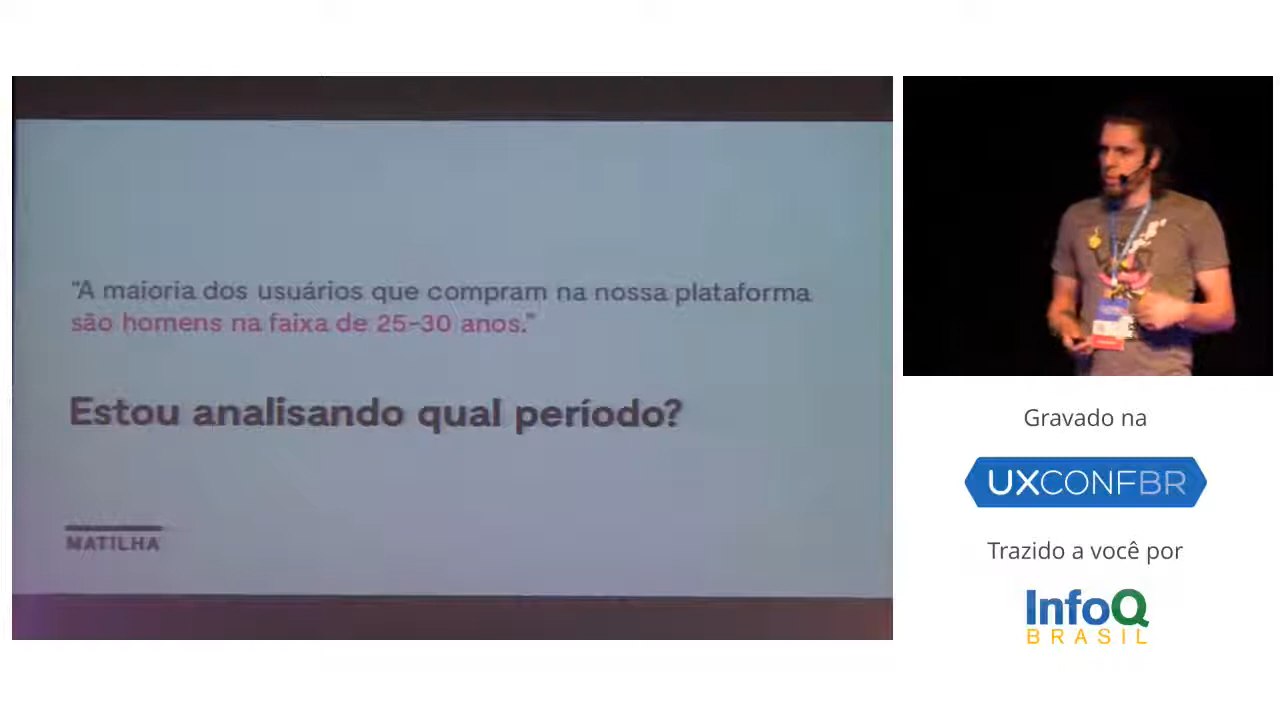 "A maioria dos usuários que compram na nossa plataforma
são homens na faixa de 25-30 anos."
Estou analisando qual período?
MATILHA
Gravado na
UXCONFBR
Trazido a você por
InfoQ
BRASIL